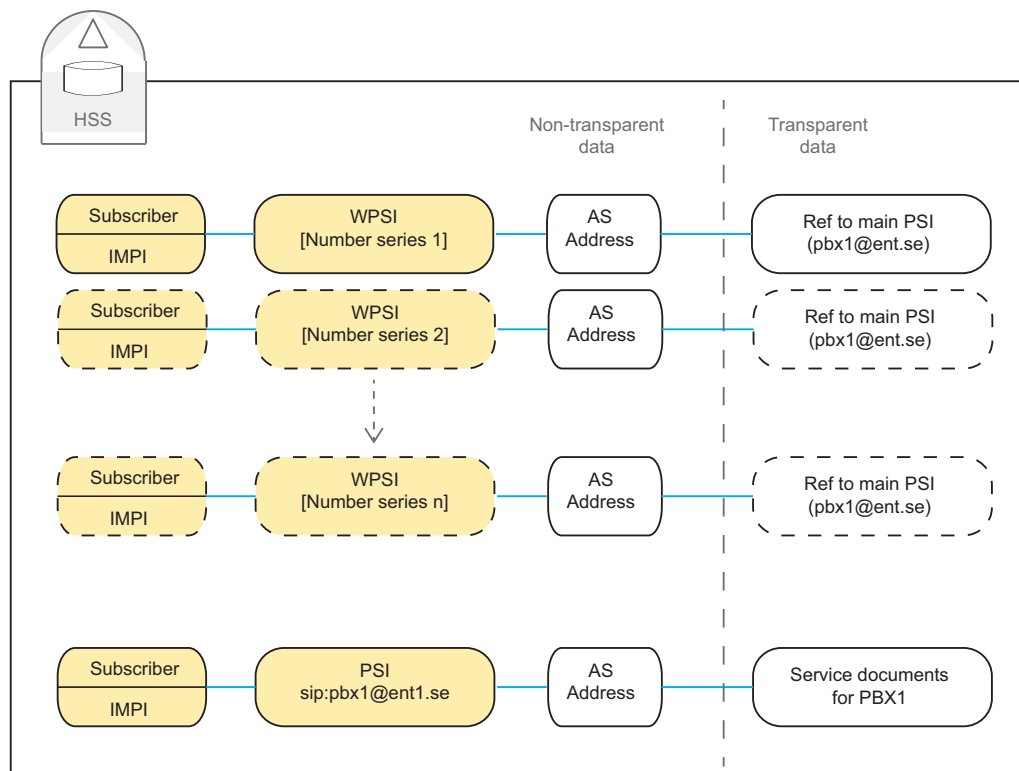 HSS
Non-transparent
data
Transparent
data
Subscriber
IMPI
WPSI
[Number series 1]
AS
Address
Ref to main PSI
(pbx1@ent.se)
Subscriber
IMPI
WPSI
[Number series 2]
AS
Address
Ref to main PSI
(pbx1@ent.se)
Subscriber
IMPI
WPSI
[Number series n]
AS
Address
Ref to main PSI
(pbx1@ent.se)
Subscriber
IMPI
PSI
sip:pbx1@ent1.se
AS
Address
Service documents
for PBX1